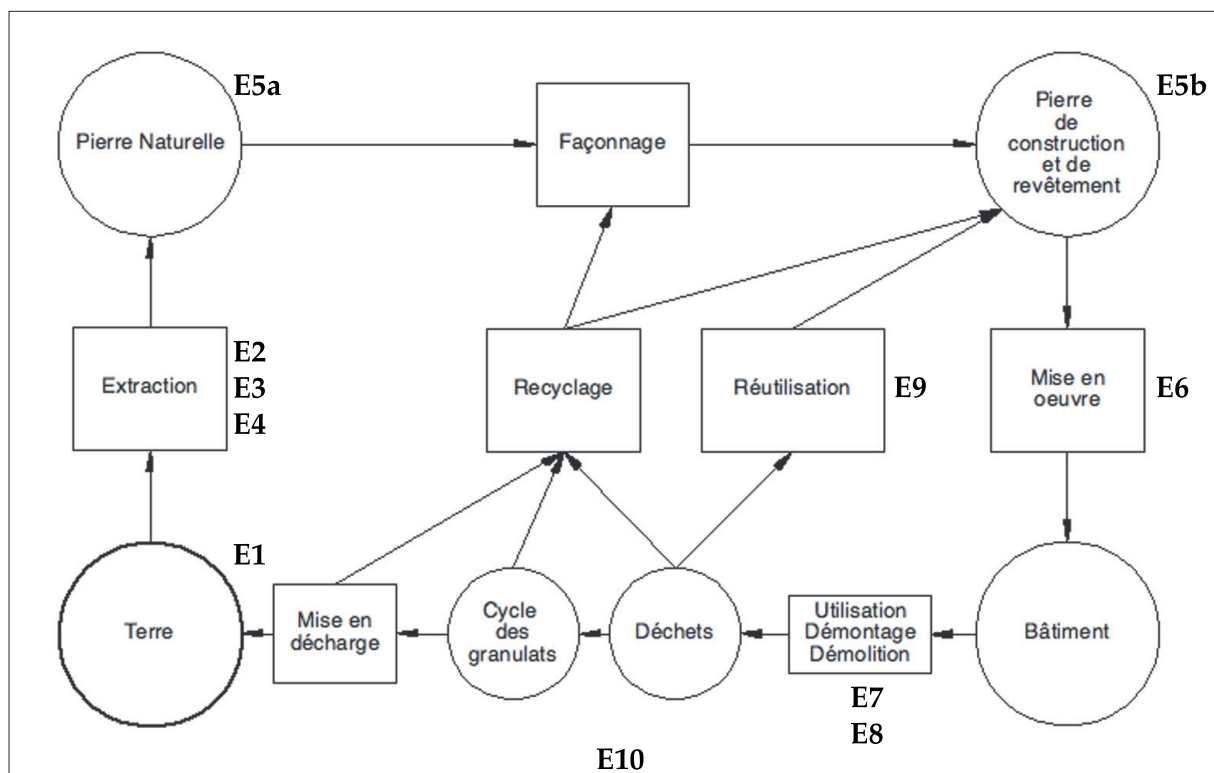 E5a
Pierre Naturelle
Façonnage
E5b
Pierre
de
construction
et de
revêtement
Extraction
E2
E3
E4
Recyclage
Réutilisation
E9
Mise en
oeuvre
E6
E1
Terre
Mise en
décharge
Cycle
des
granulats
Déchets
Utilisation
Démontage
Démolition
Bâtiment
E7
E8
E10